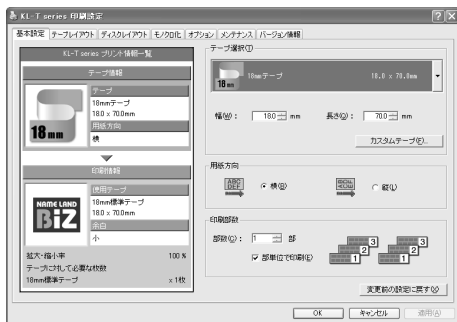 KL-T series 印刷設定
基本設定 テープレイアウト ディスクレイアウト モノクロ化 オプション メンテナンス バージョン情報
KL-T series プリント情報一覧
テープ情報
テープ
18mmテープ
18.0 x 70.0mm
用紙方向
横
18mm
印刷情報
使用テープ
18mm標準テープ
18.0 x 70.0mm
余白
小
NAME LAND
BiZ
拡大・縮小率 100 %
テープに対して必要な枚数
18mm標準テープ x 1枚
テープ選択(T)
18mm
18mmテープ 18.0 x 70.0mm
幅(W): 18.0 mm 長さ(Q): 70.0 mm
カスタムテープ(F)...
用紙方向
ABC
DEF
横(R)
縦(L)
印刷部数
部数(C): 1 部
部単位で印刷(E)
3
2
1
3
2
1
変更前の設定に戻す(X)
OK キャンセル 適用(A)